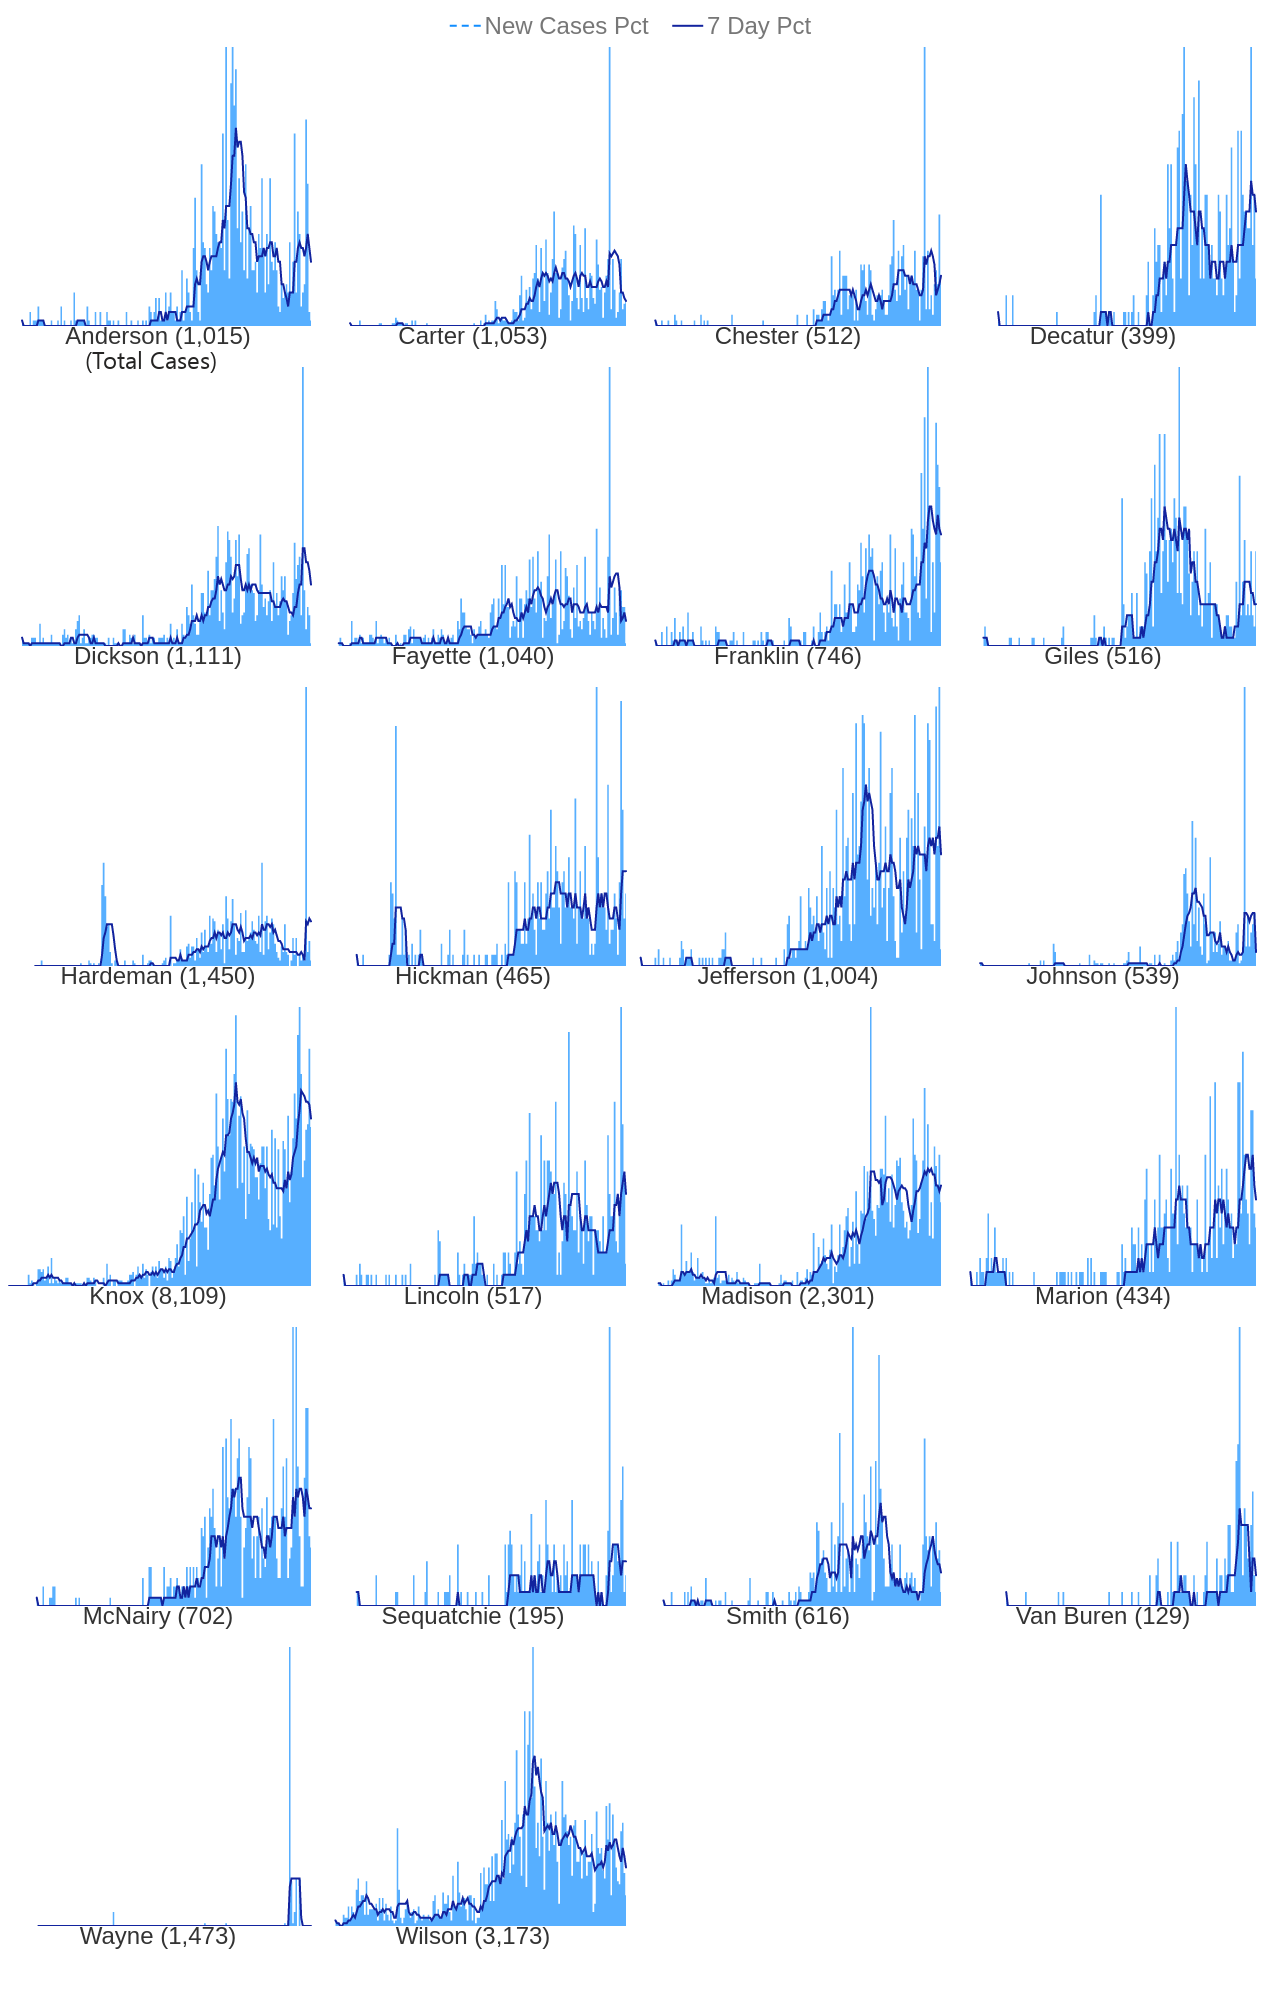 New Cases Pct 7 Day Pct
Anderson (1,015) Carter (1,053) Chester (512) Decatur (399)
(Total Cases)
Dickson (1,111) Fayette (1,040) Franklin (746) Giles (516)
Hardeman (1,450) Hickman (465) Jefferson (1,004) Johnson (539)
Knox (8,109) Lincoln (517) Madison (2,301) Marion (434)
McNairy (702) Sequatchie (195) Smith (616) Van Buren (129)
Wayne (1,473) Wilson (3,173)